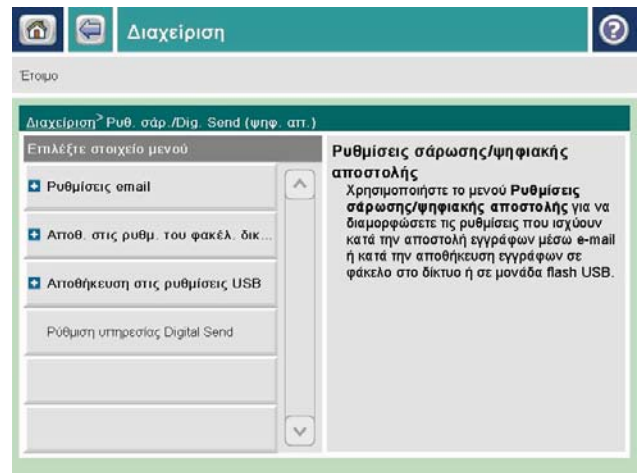 Διαχείριση
?
Έτοιμο
Διαχείριση> Ρυθ. σάρ./Dig. Send (ψηφ. απ.)
Επιλέξτε στοιχείο μενού
Ρυθμίσεις email
Αποθ. στις ρυθμ. του φακέλ. δικ...
Αποθήκευση στις ρυθμίσεις USB
Ρύθμιση υπηρεσίας Digital Send
Ρυθμίσεις σάρωσης/ψηφιακής
αποστολής
Χρησιμοποιήστε το μενού Ρυθμίσεις
σάρωσης/ψηφιακής αποστολής για να
διαμορφώσετε τις ρυθμίσεις που ισχύουν
κατά την αποστολή εγγράφων μέσω e-mail
ή κατά την αποθήκευση εγγράφων σε
φάκελο στο δίκτυο ή σε μονάδα flash USB.